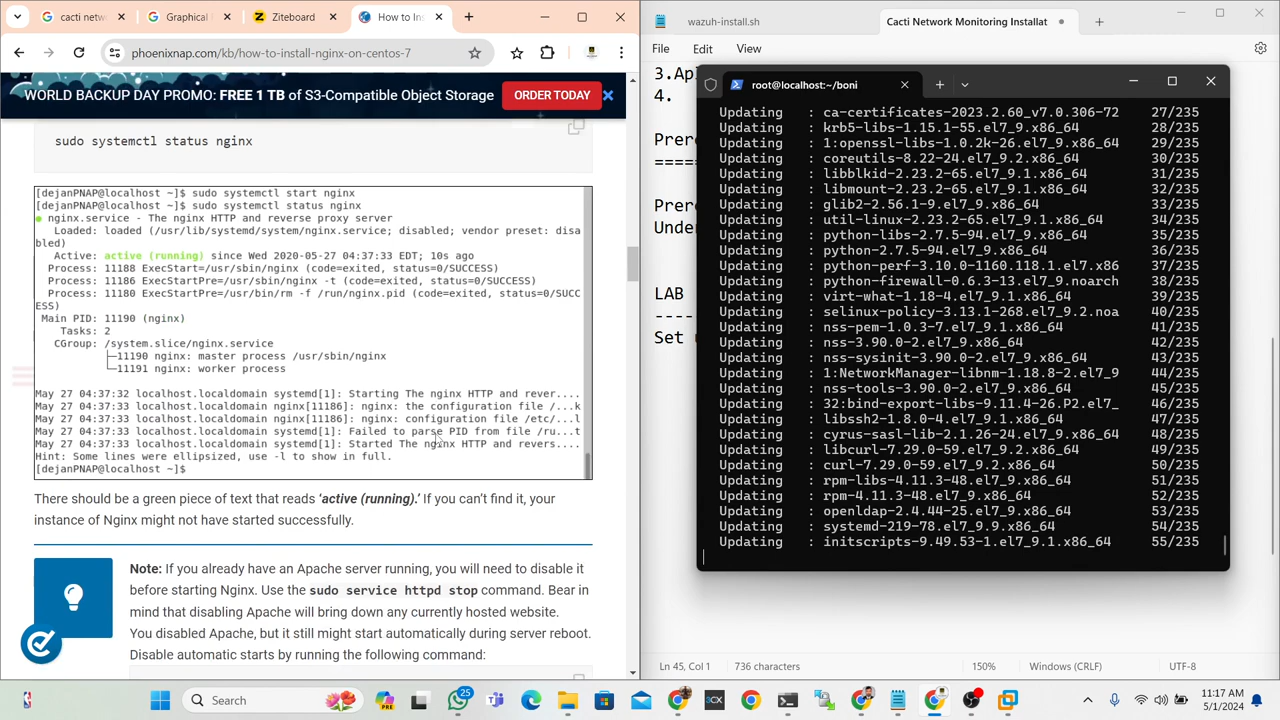 cacti netw
Graphical
Ziteboard
How to Ins
phoenixnap.com/kb/how-to-install-nginx-on-centos-7
WORLD BACKUP DAY PROMO: FREE 1 TB of S3-Compatible Object Storage
ORDER TODAY
sudo systemctl status nginx
[dejanPNAP@localhost ~]$ sudo systemctl start nginx
[dejanPNAP@localhost ~]$ sudo systemctl status nginx
● nginx.service - The nginx HTTP and reverse proxy server
Loaded: loaded (/usr/lib/systemd/system/nginx.service; disabled; vendor preset: disa
bled)
Active: active (running) since Wed 2020-05-27 04:37:33 EDT; 10s ago
Process: 11188 ExecStart=/usr/sbin/nginx (code=exited, status=0/SUCCESS)
Process: 11186 ExecStartPre=/usr/sbin/nginx -t (code=exited, status=0/SUCCESS)
Process: 11180 ExecStartPre=/usr/bin/rm -f /run/nginx.pid (code=exited, status=0/SUCC
ESS)
Main PID: 11190 (nginx)
Tasks: 2
CGroup: /system.slice/nginx.service
├─11190 nginx: master process /usr/sbin/nginx
└─11191 nginx: worker process
May 27 04:37:32 localhost.localdomain systemd[1]: Starting The nginx HTTP and rever....
May 27 04:37:33 localhost.localdomain nginx[11186]: nginx: the configuration file /...k
May 27 04:37:33 localhost.localdomain nginx[11186]: nginx: configuration file /etc/...l
May 27 04:37:33 localhost.localdomain systemd[1]: Failed to parse PID from file /ru...t
May 27 04:37:33 localhost.localdomain systemd[1]: Started The nginx HTTP and revers....
Hint: Some lines were ellipsized, use -l to show in full.
[dejanPNAP@localhost ~]$
There should be a green piece of text that reads 'active (running).' If you can't find it, your
instance of Nginx might not have started successfully.
Note: If you already have an Apache server running, you will need to disable it
before starting Nginx. Use the sudo service httpd stop command. Bear in
mind that disabling Apache will bring down any currently hosted website.
You disabled Apache, but it still might start automatically during server reboot.
Disable automatic starts by running the following command:
wazuh-install.sh
Cacti Network Monitoring Installat
File Edit View
3.Ap
4.
Prer
====
Prer
Under
LAB
----
Set
root@localhost:~/boni
Updating : ca-certificates-2023.2.60_v7.0.306-72 27/235
Updating : krb5-libs-1.15.1-55.el7_9.x86_64 28/235
Updating : 1:openssl-libs-1.0.2k-26.el7_9.x86_64 29/235
Updating : coreutils-8.22-24.el7_9.2.x86_64 30/235
Updating : libblkid-2.23.2-65.el7_9.1.x86_64 31/235
Updating : libmount-2.23.2-65.el7_9.1.x86_64 32/235
Updating : glib2-2.56.1-9.el7_9.x86_64 33/235
Updating : util-linux-2.23.2-65.el7_9.1.x86_64 34/235
Updating : python-libs-2.7.5-94.el7_9.x86_64 35/235
Updating : python-2.7.5-94.el7_9.x86_64 36/235
Updating : python-perf-3.10.0-1160.118.1.el7.x86 37/235
Updating : python-firewall-0.6.3-13.el7_9.noarch 38/235
Updating : virt-what-1.18-4.el7_9.1.x86_64 39/235
Updating : selinux-policy-3.13.1-268.el7_9.2.noa 40/235
Updating : nss-pem-1.0.3-7.el7_9.1.x86_64 41/235
Updating : nss-3.90.0-2.el7_9.x86_64 42/235
Updating : nss-sysinit-3.90.0-2.el7_9.x86_64 43/235
Updating : 1:NetworkManager-libnm-1.18.8-2.el7_9 44/235
Updating : nss-tools-3.90.0-2.el7_9.x86_64 45/235
Updating : 32:bind-export-libs-9.11.4-26.P2.el7_ 46/235
Updating : libssh2-1.8.0-4.el7_9.1.x86_64 47/235
Updating : cyrus-sasl-lib-2.1.26-24.el7_9.x86_64 48/235
Updating : libcurl-7.29.0-59.el7_9.2.x86_64 49/235
Updating : curl-7.29.0-59.el7_9.2.x86_64 50/235
Updating : rpm-libs-4.11.3-48.el7_9.x86_64 51/235
Updating : rpm-4.11.3-48.el7_9.x86_64 52/235
Updating : openldap-2.4.44-25.el7_9.x86_64 53/235
Updating : systemd-219-78.el7_9.9.x86_64 54/235
Updating : initscripts-9.49.53-1.el7_9.1.x86_64 55/235
Ln 45, Col 1 736 characters 150% Windows (CRLF) UTF-8
Search
25
11:17 AM
5/1/2024